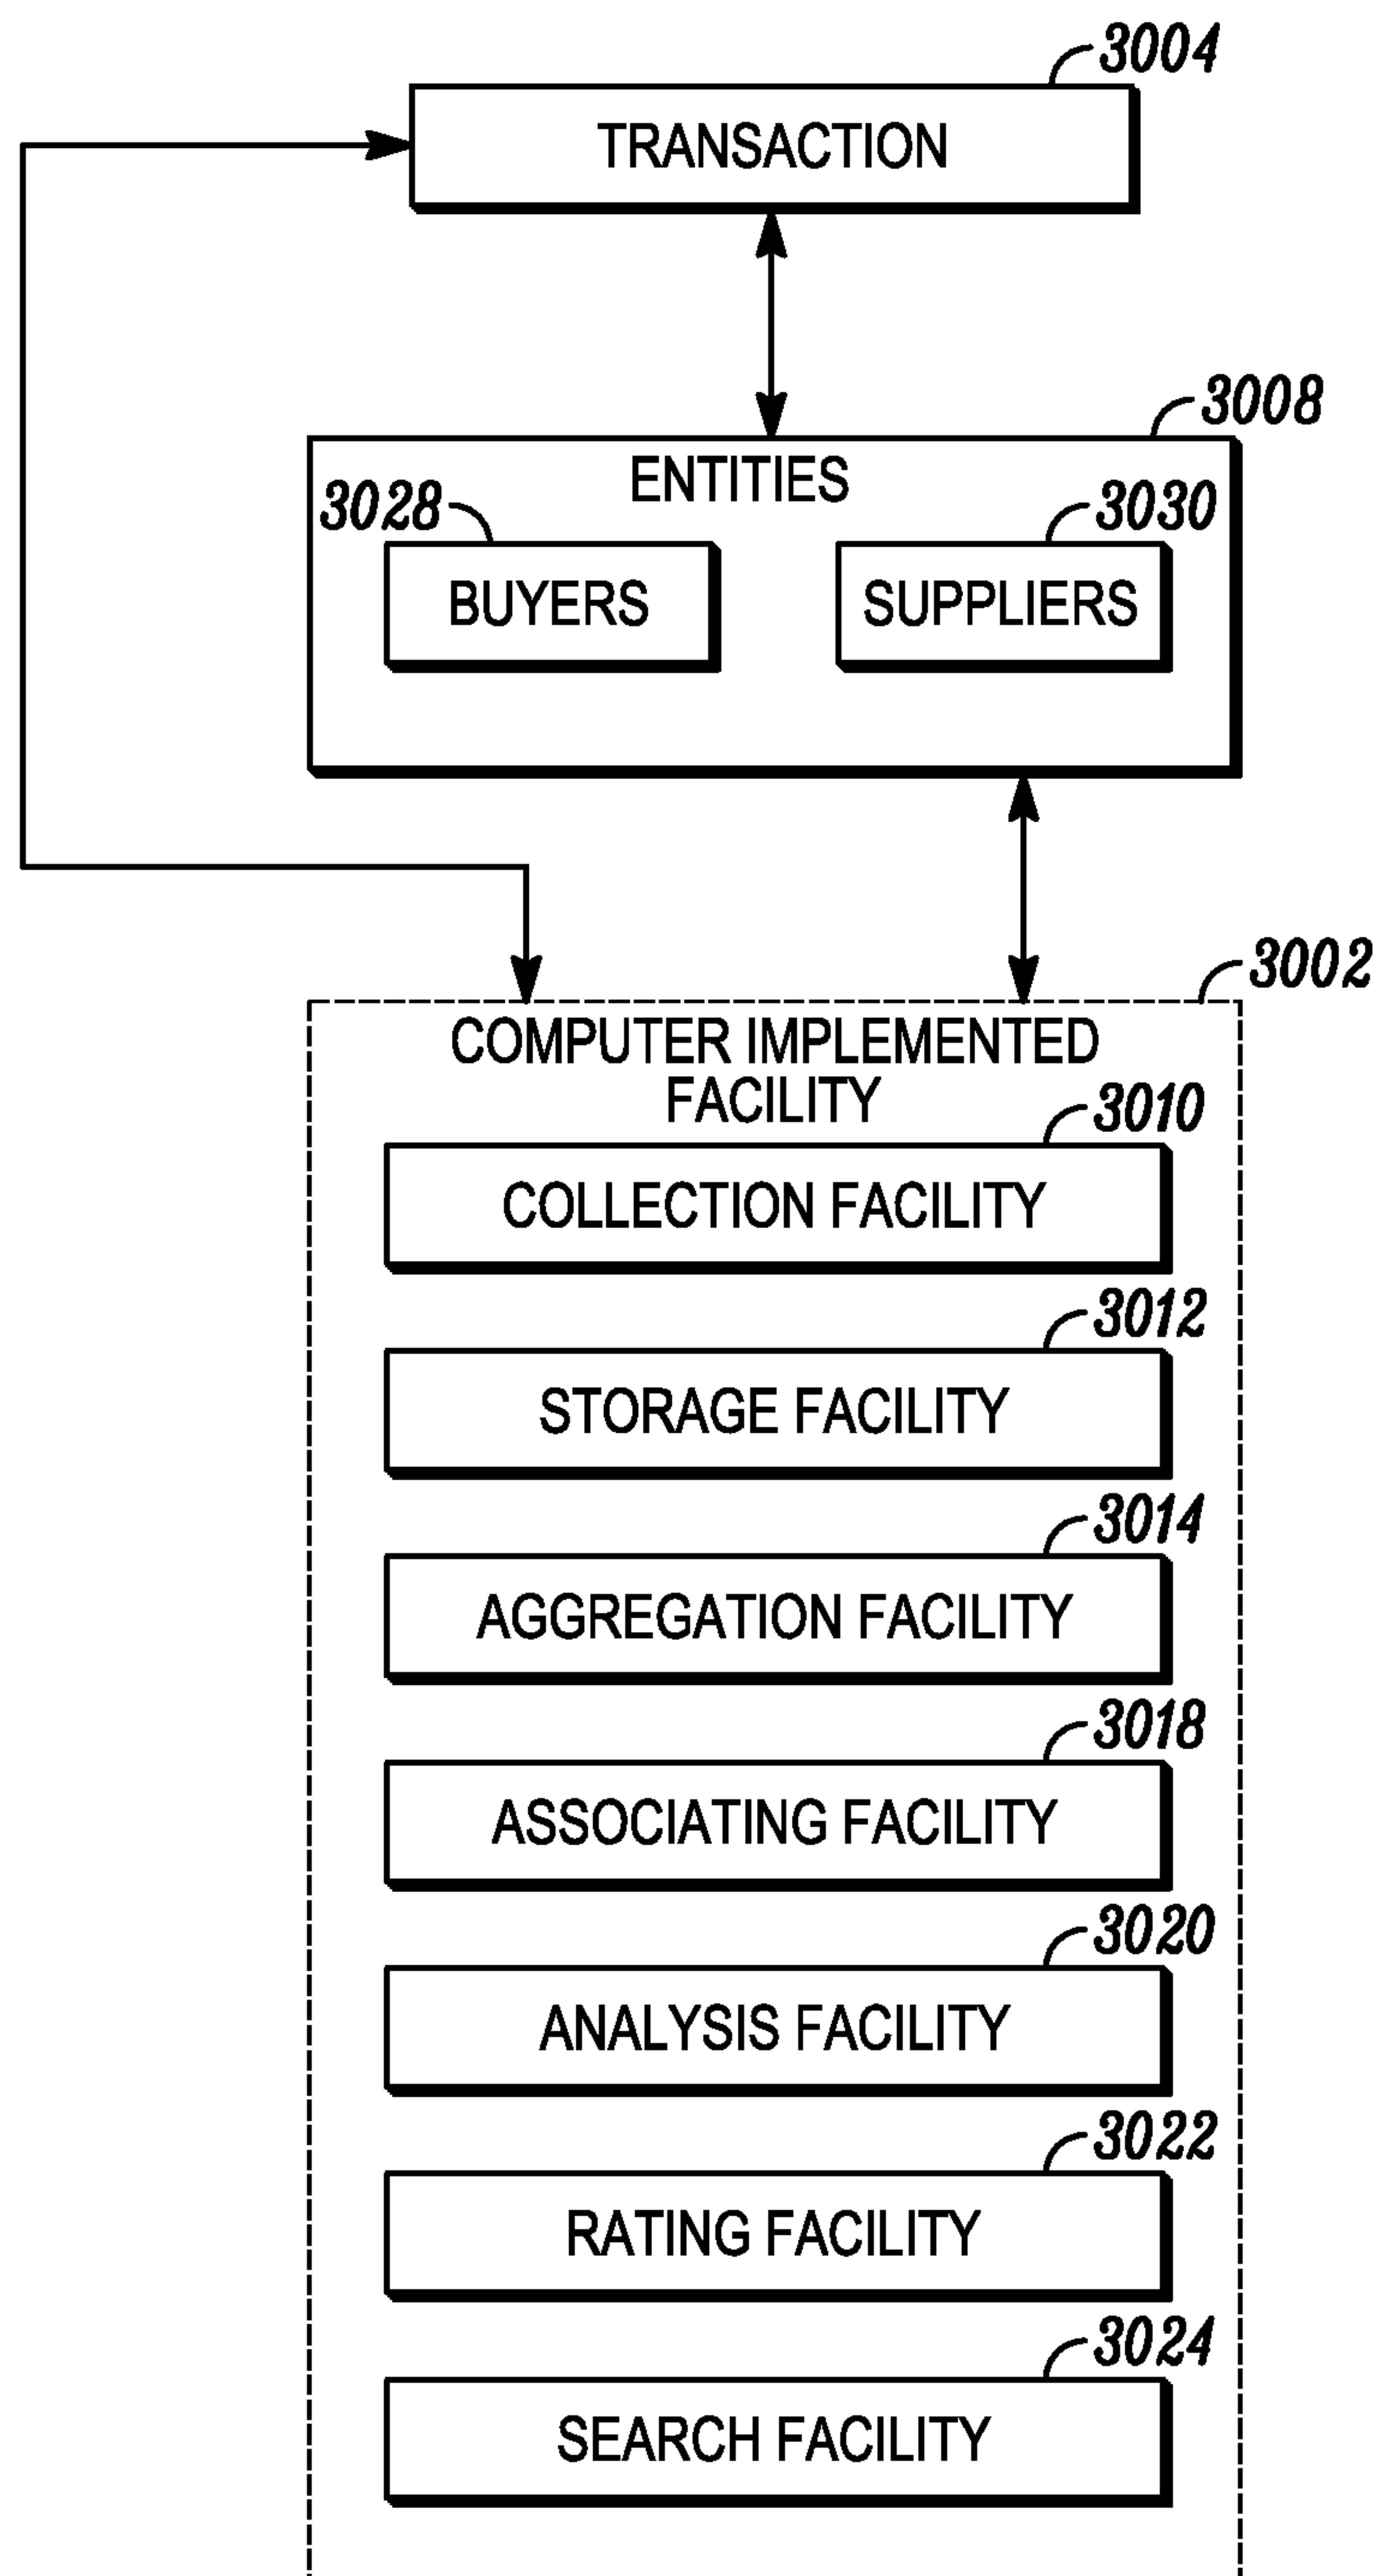 3004
TRANSACTION
3008
ENTITIES
3028
3030
BUYERS
SUPPLIERS
3002
COMPUTER IMPLEMENTED
FACILITY
3010
COLLECTION FACILITY
3012
STORAGE FACILITY
3014
AGGREGATION FACILITY
3018
ASSOCIATING FACILITY
3020
ANALYSIS FACILITY
3022
RATING FACILITY
3024
SEARCH FACILITY